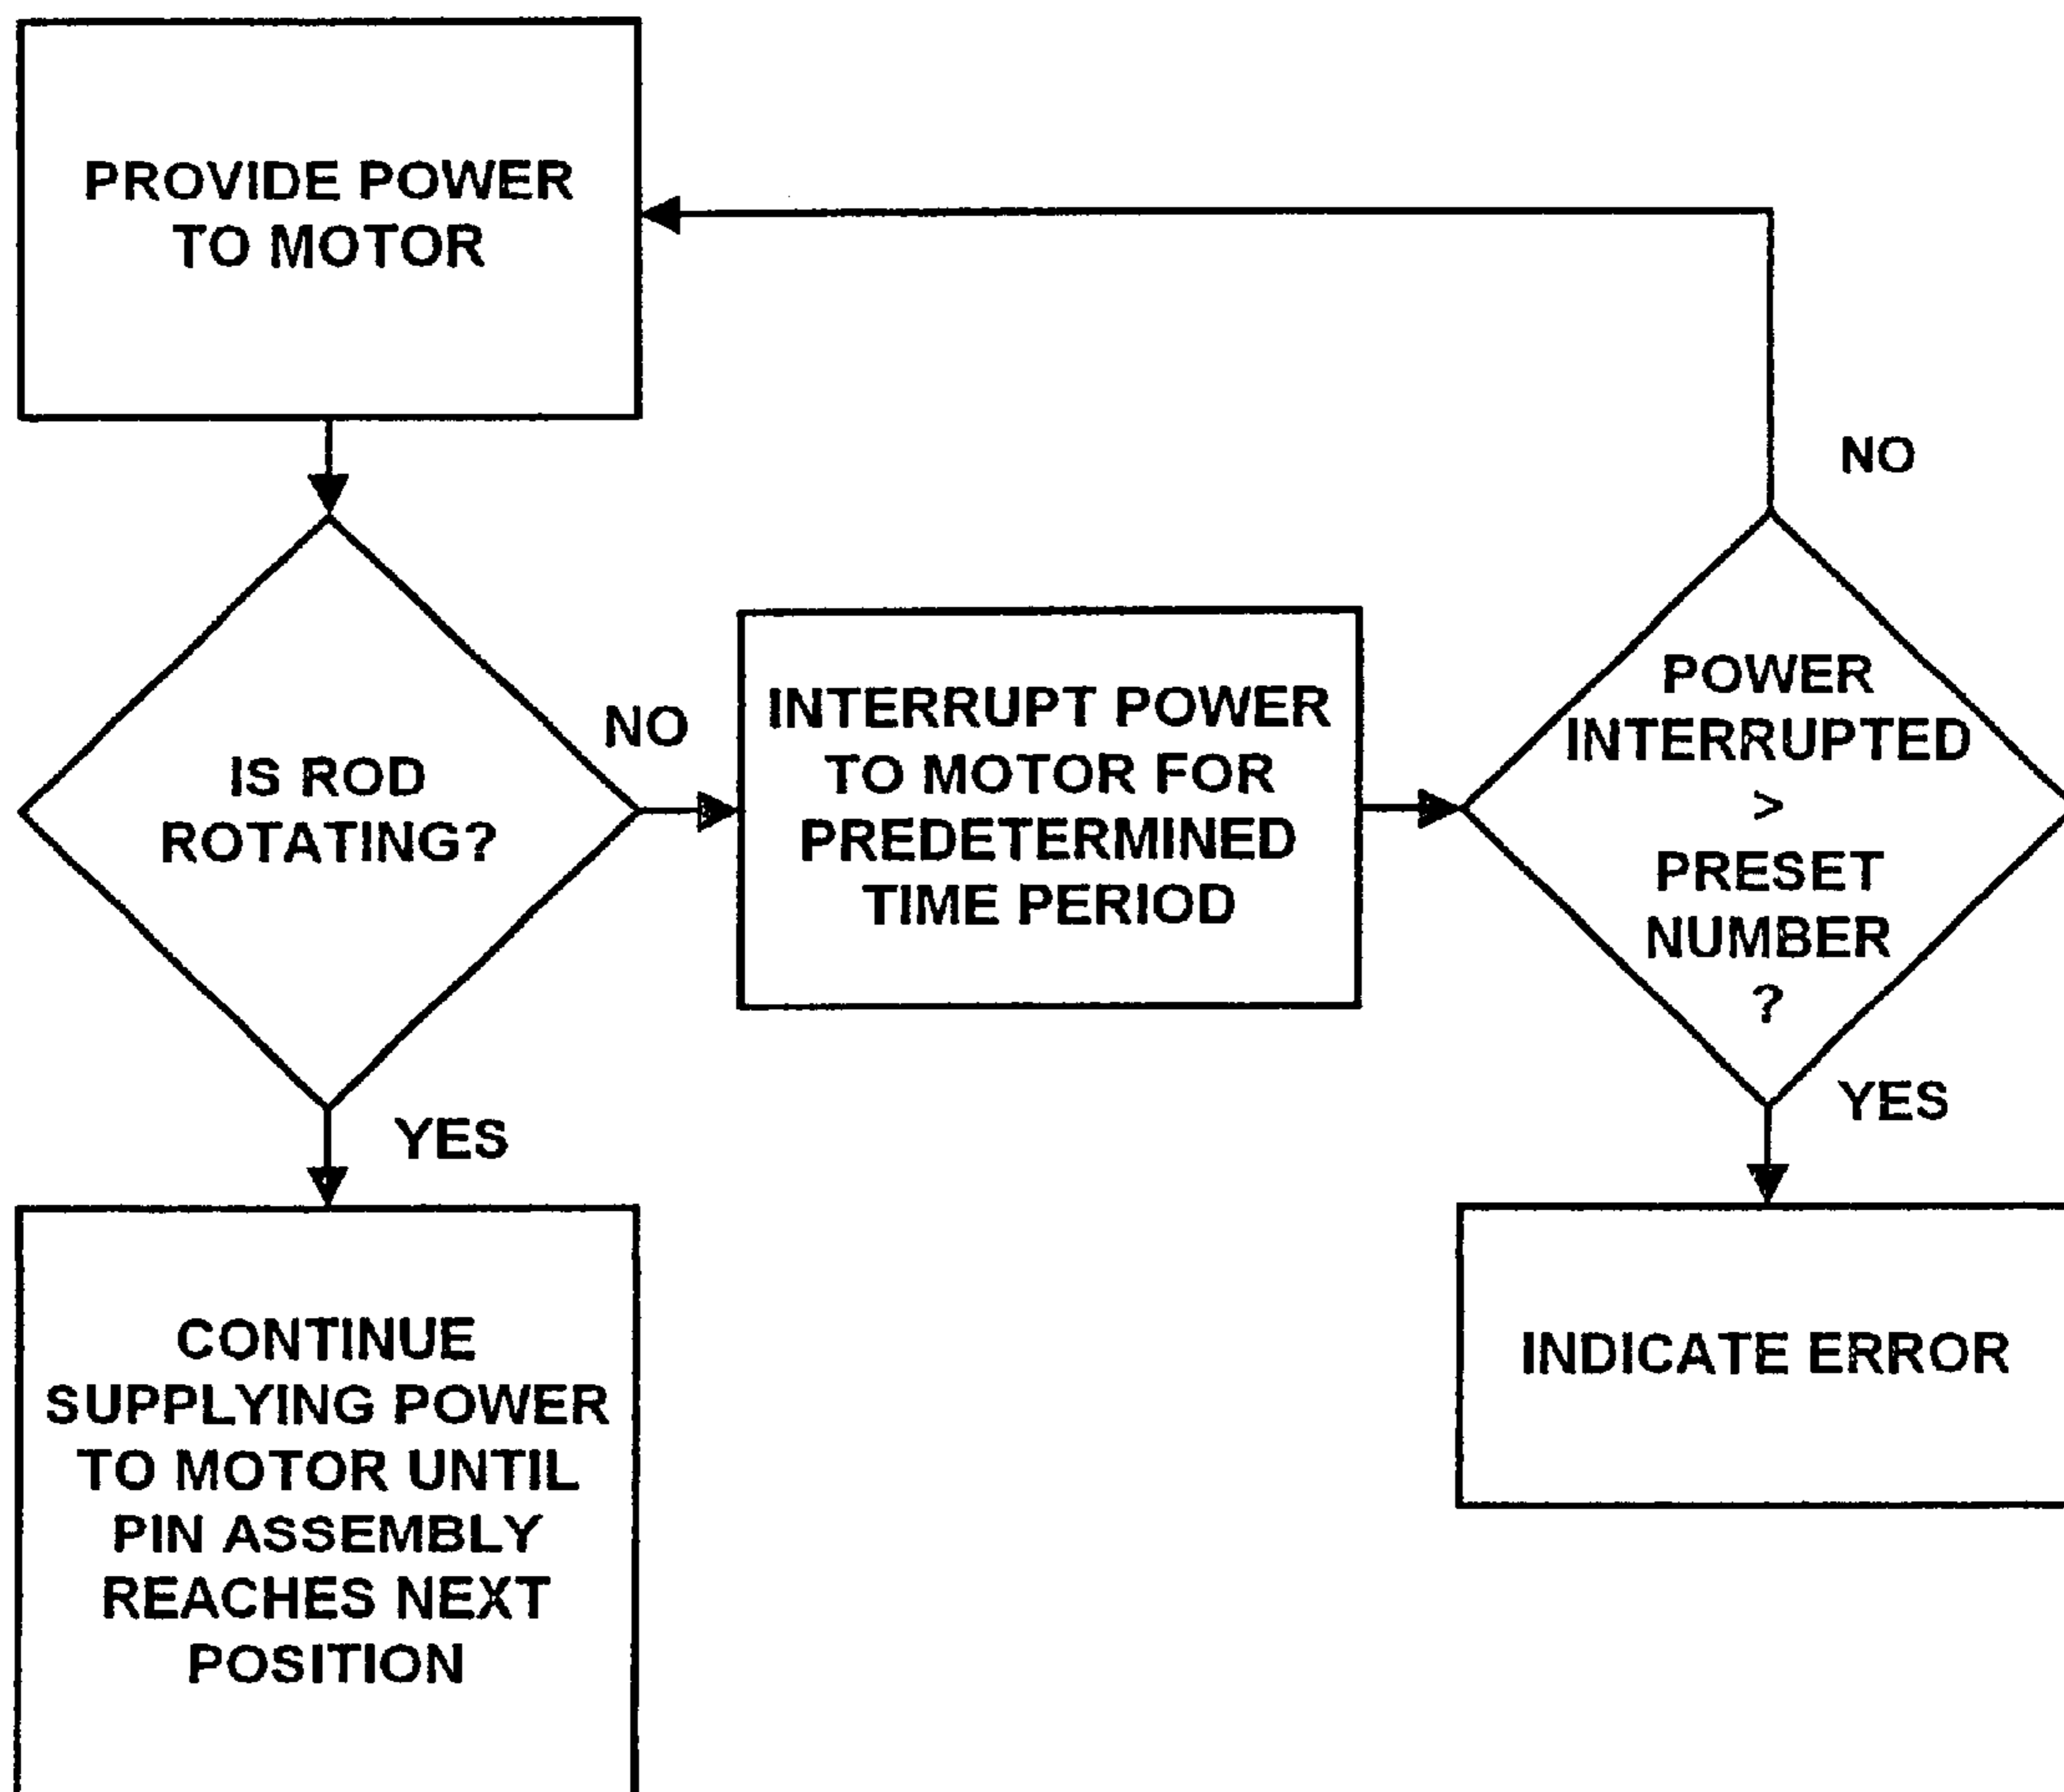 PROVIDE POWER
TO MOTOR
NO
IS ROD
ROTATING?
NO
INTERRUPT POWER
TO MOTOR FOR
PREDETERMINED
TIME PERIOD
POWER
INTERRUPTED
>
PRESET
NUMBER
?
YES
YES
CONTINUE
SUPPLYING POWER
TO MOTOR UNTIL
PIN ASSEMBLY
REACHES NEXT
POSITION
INDICATE ERROR